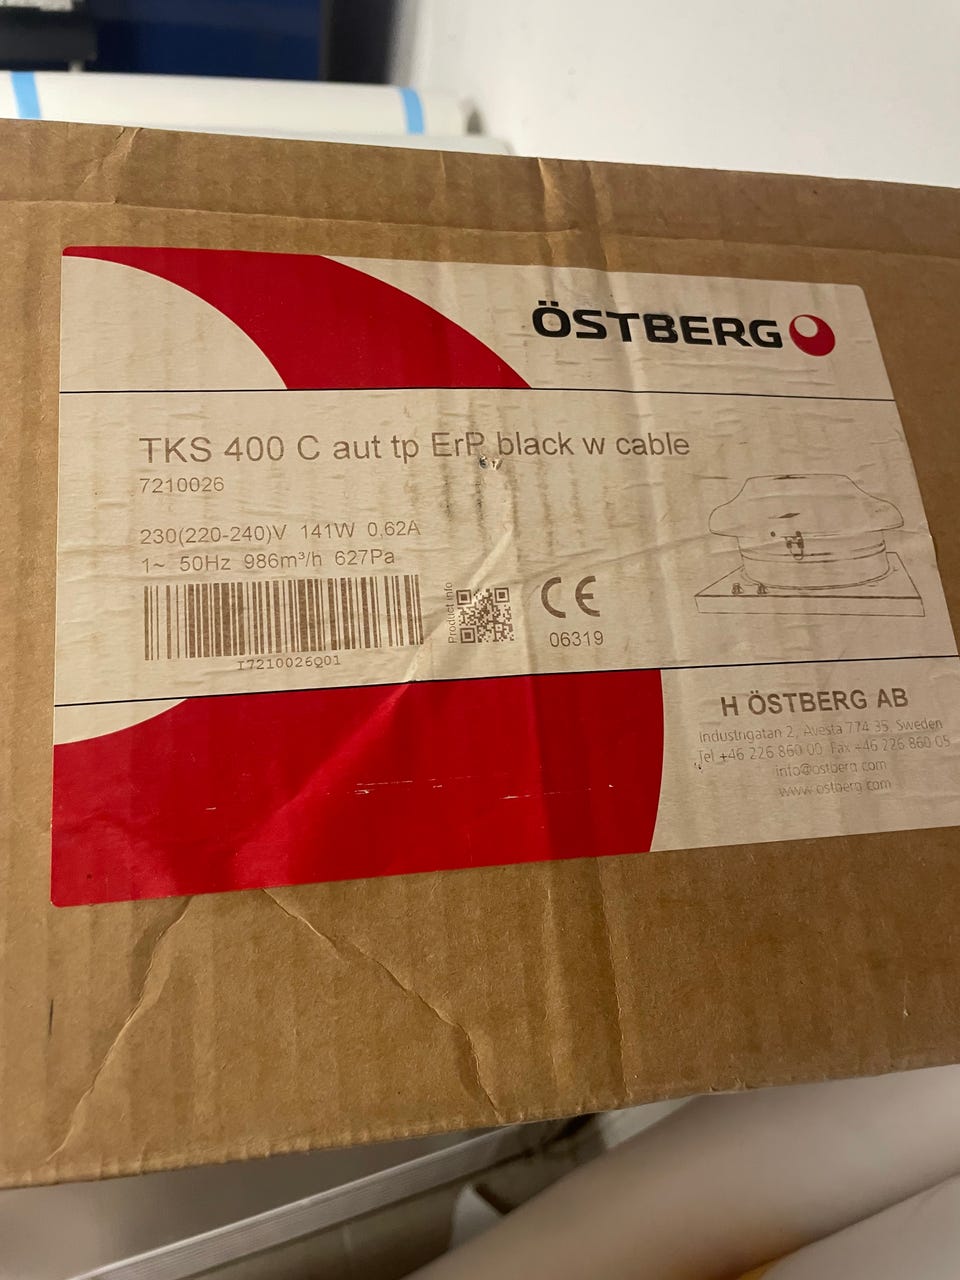 ÖSTBERG
TKS 400 C aut tp ErP black w cable
7210026
230(220-240)V 141W 0,62A
1~ 50Hz 986m³/h 627Pa
Product info
I7210026Q01
CE
06319
H ÖSTBERG AB
Industrigatan 2, Avesta 774 35, Sweden
Tel +46 226 860 00, Fax +46 226 860 05
info@ostberg.com
www.ostberg.com